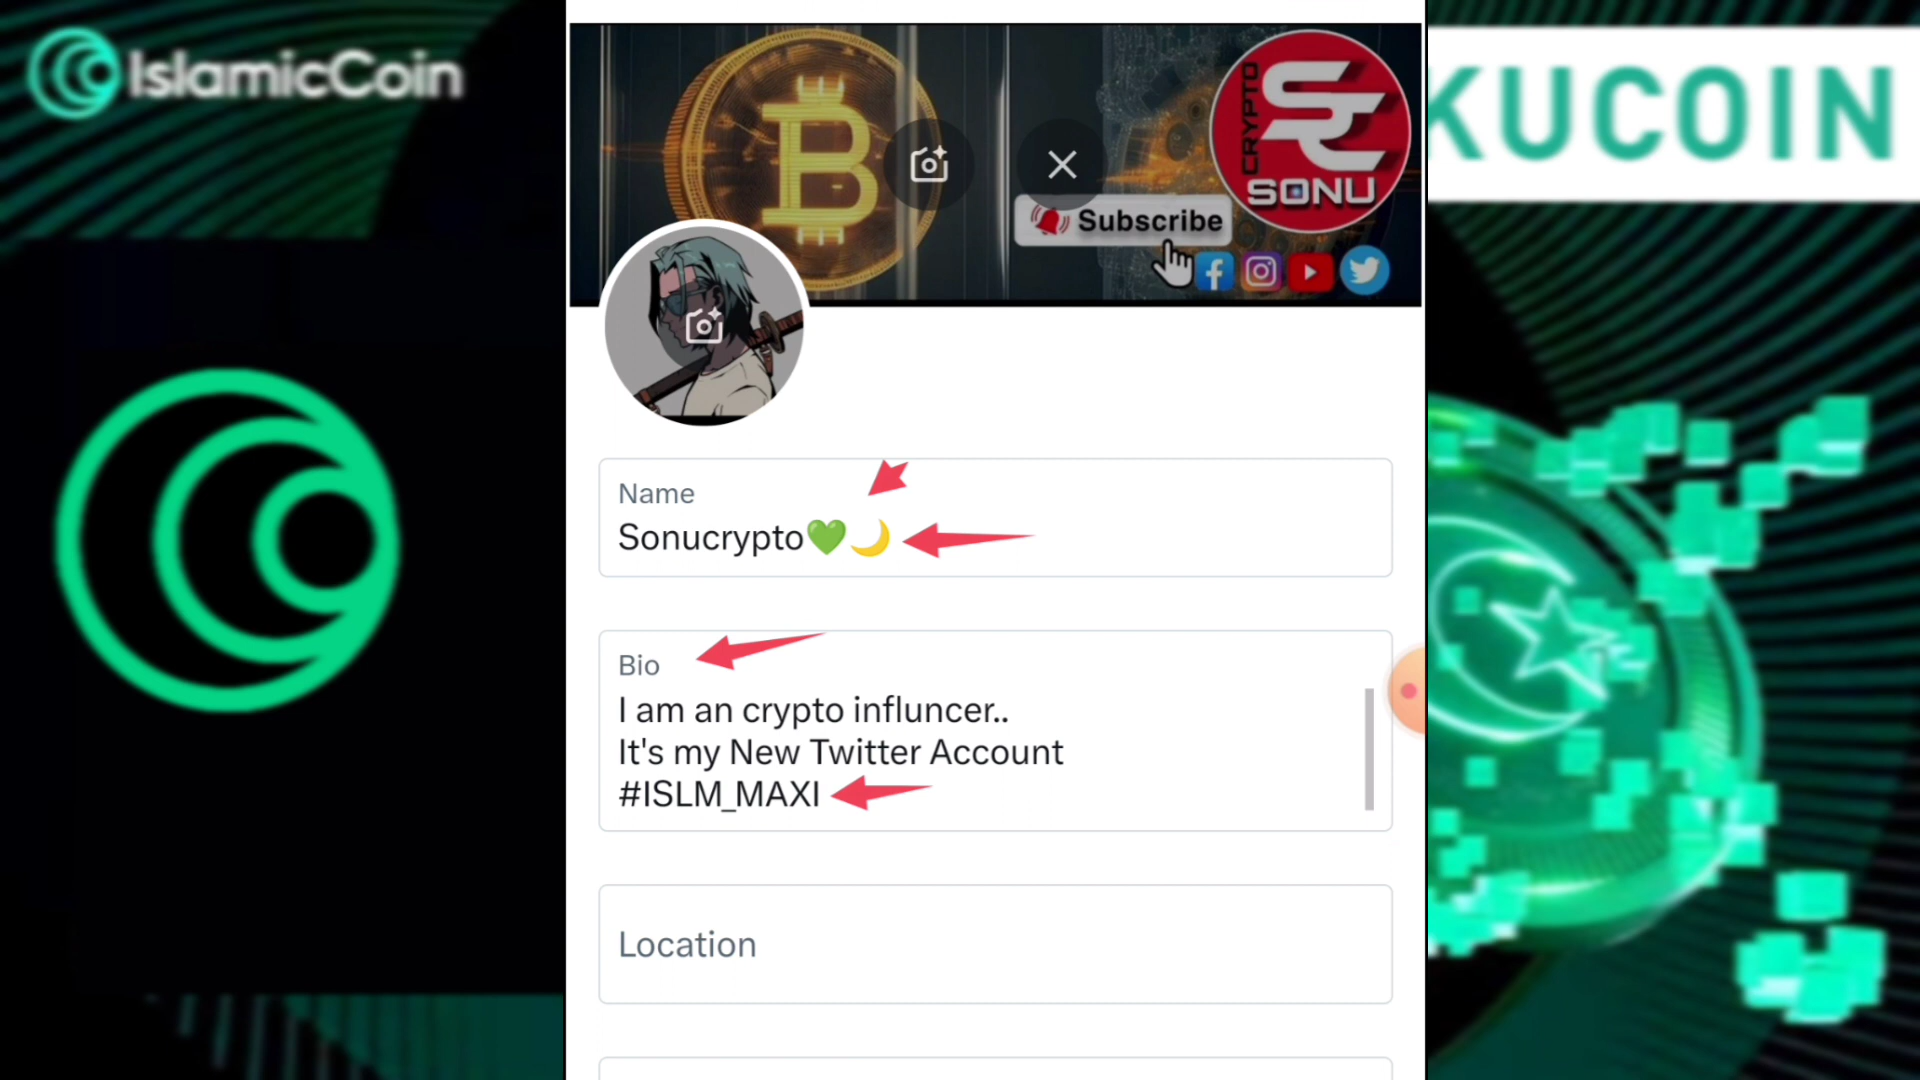 IslamicCoin
KUCOIN
CRYPTO
SC
SONU
Subscribe
Name
Sonucrypto💚🌙
Bio
I am an crypto influncer..
It's my New Twitter Account
#ISLM_MAXI
Location